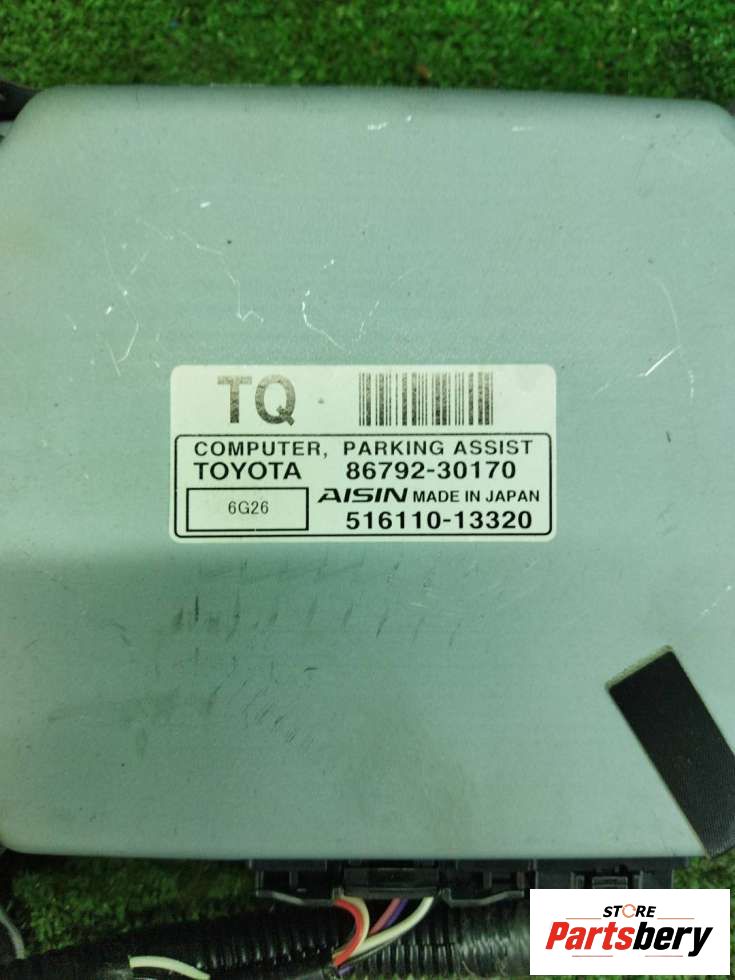 TQ
COMPUTER, PARKING ASSIST
TOYOTA 86792-30170
6G26
AISIN MADE IN JAPAN
516110-13320
STORE
Partsbery